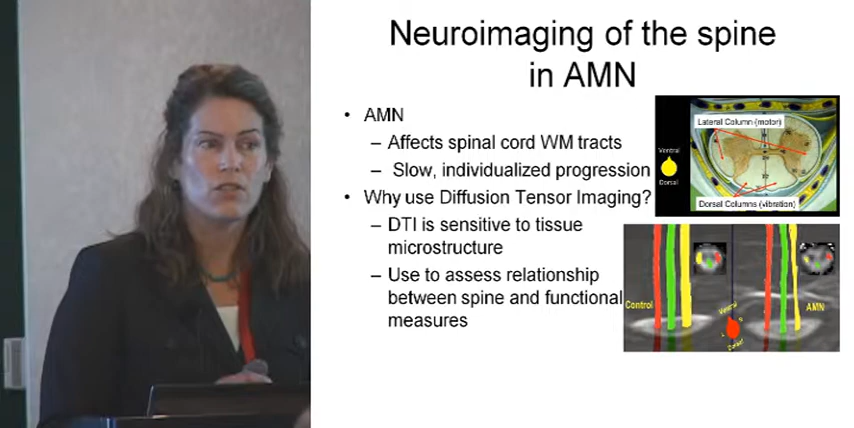 Neuroimaging of the spine
in AMN
• AMN
– Affects spinal cord WM tracts
– Slow, individualized progression
• Why use Diffusion Tensor Imaging?
– DTI is sensitive to tissue
microstructure
– Use to assess relationship
between spine and functional
measures
Lateral Column (motor)
Ventral
Dorsal
Dorsal Columns (vibration)
Control
Ventral
Dorsal
AMN